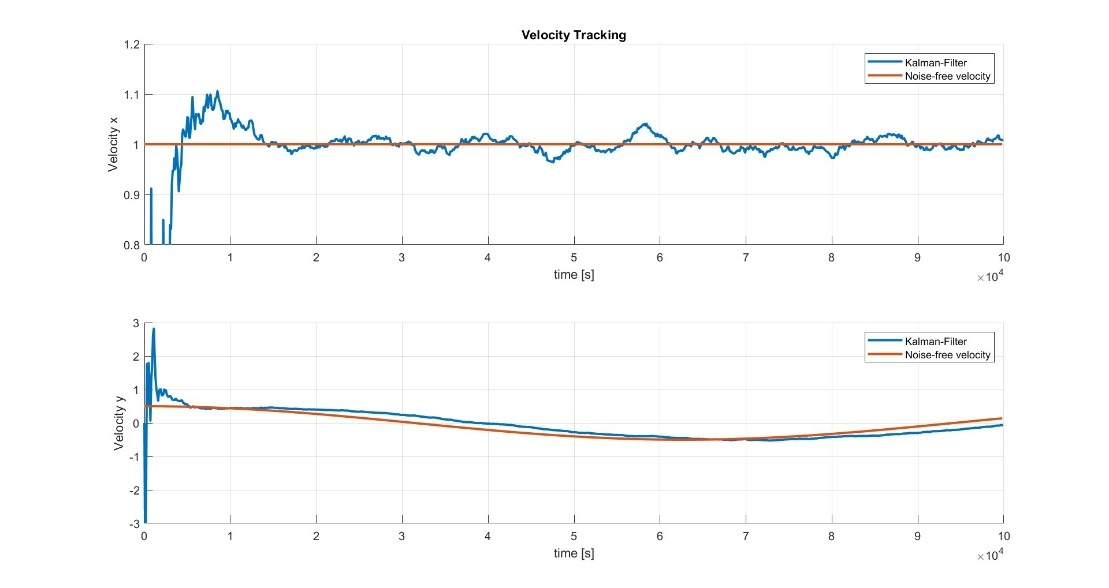 Velocity Tracking
1.2
1.1
1
0.9
0.8
Velocity x
Kalman-Filter
Noise-free velocity
0 1 2 3 4 5 6 7 8 9 10
time [s]
×10⁴
3
2
1
0
-1
-2
-3
Velocity y
Kalman-Filter
Noise-free velocity
0 1 2 3 4 5 6 7 8 9 10
time [s]
×10⁴